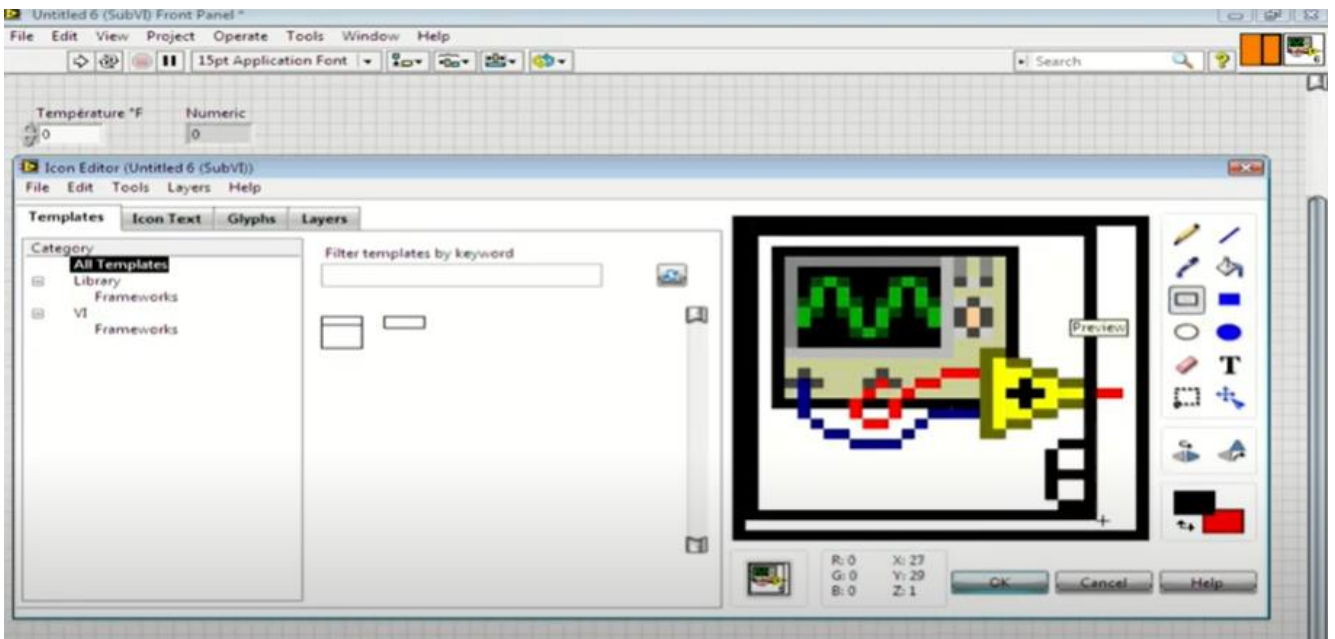 Untitled 6 (SubVI) Front Panel *
File Edit View Project Operate Tools Window Help
15pt Application Font
Search
6
Température °F Numeric
0 0
Icon Editor (Untitled 6 (SubVI))
File Edit Tools Layers Help
Templates Icon Text Glyphs Layers
Category
All Templates
Library
Frameworks
VI
Frameworks
Filter templates by keyword
Preview
T
R: 0 X: 27
G: 0 Y: 29
B: 0 Z: 1
OK Cancel Help